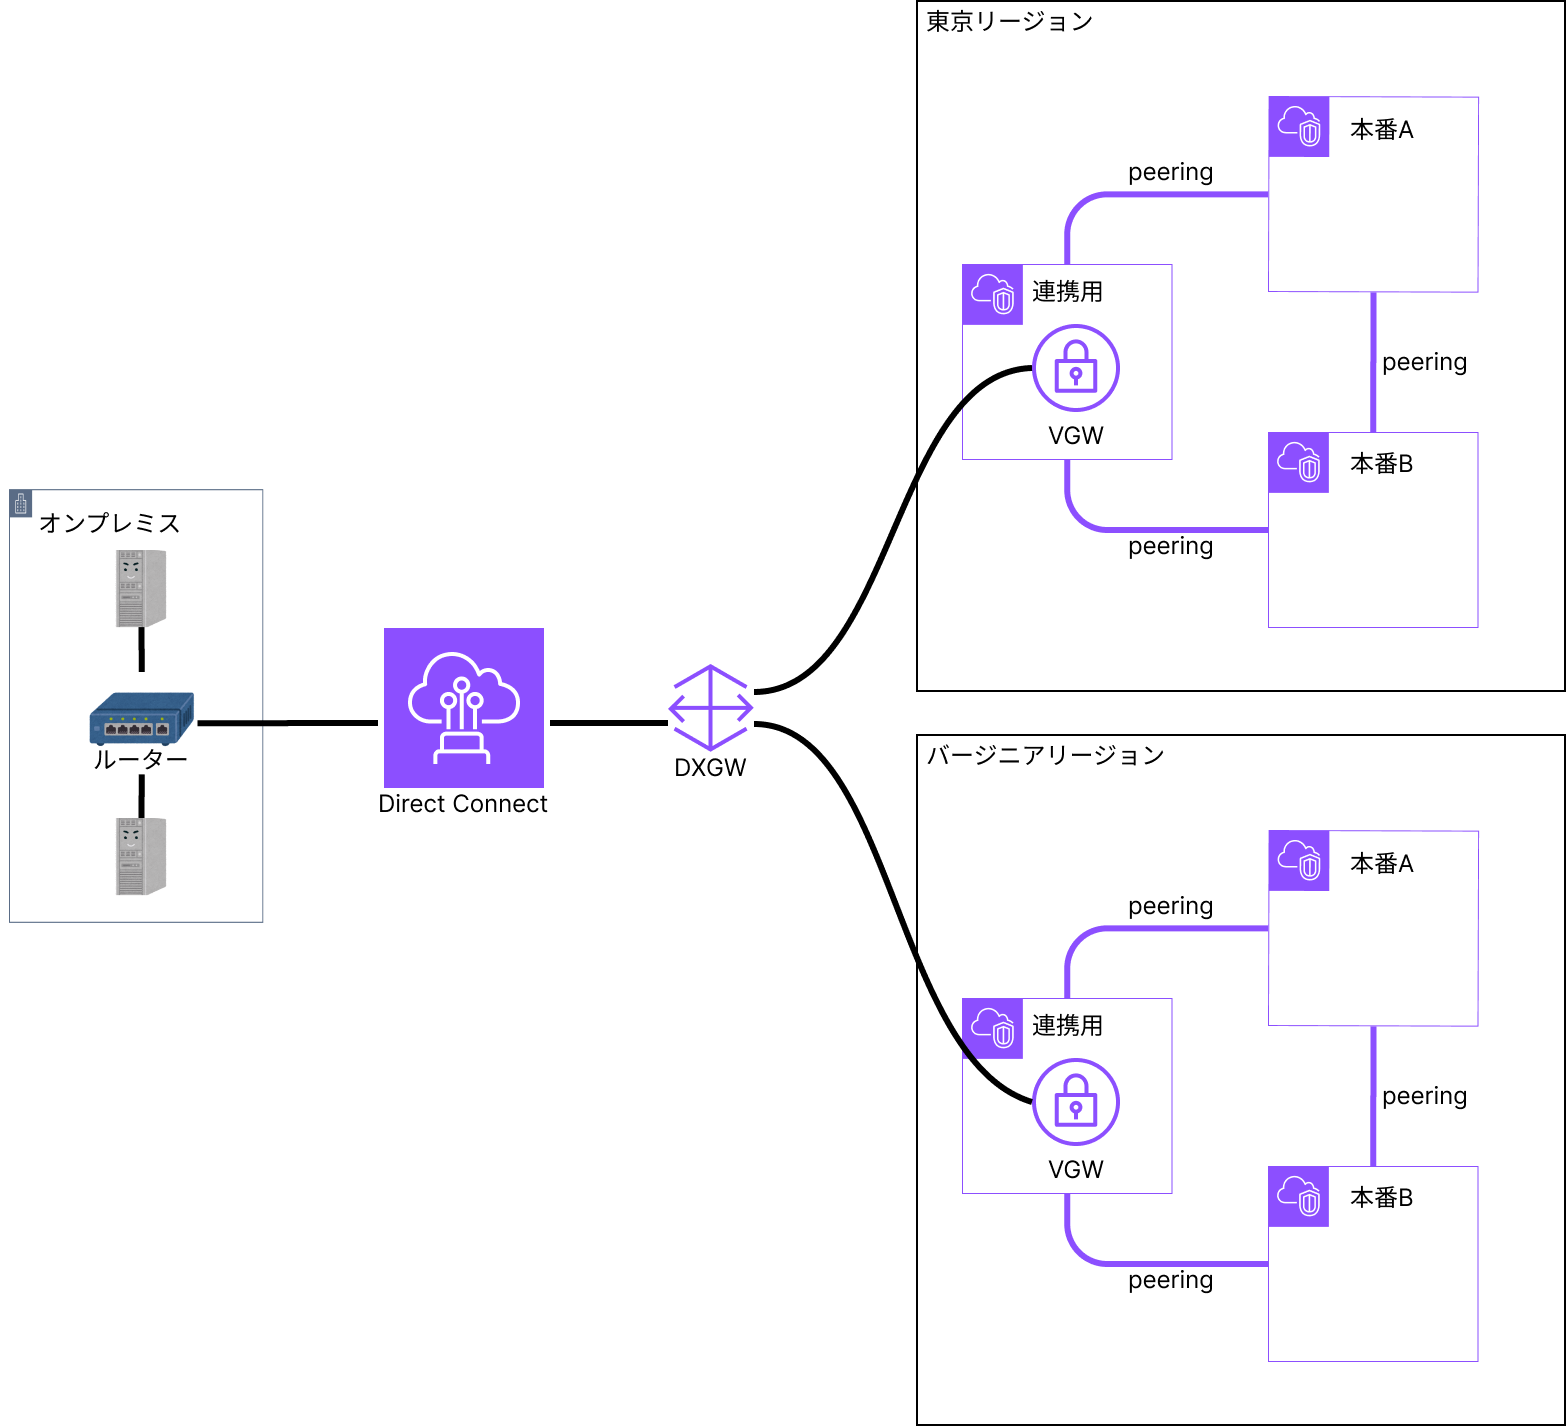 東京リージョン
本番A
peering
連携用
VGW
peering
本番B
peering
オンプレミス
ルーター
Direct Connect
DXGW
バージニアリージョン
本番A
peering
連携用
VGW
peering
本番B
peering